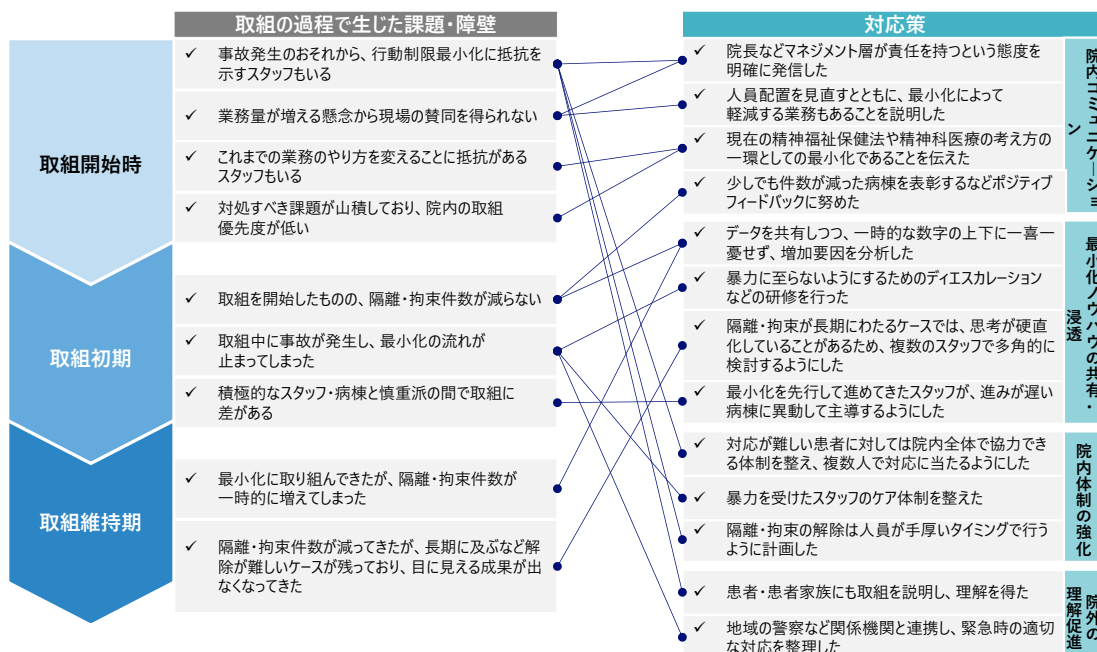 取組の過程で生じた課題・障壁
対応策
取組開始時
✓ 事故発生のおそれから、行動制限最小化に抵抗を
示すスタッフもいる
✓ 業務量が増える懸念から現場の賛同を得られない
✓ これまでの業務のやり方を変えることに抵抗がある
スタッフもいる
✓ 対処すべき課題が山積しており、院内の取組
優先度が低い
取組初期
✓ 取組を開始したものの、隔離・拘束件数が減らない
✓ 取組中に事故が発生し、最小化の流れが
止まってしまった
✓ 積極的なスタッフ・病棟と慎重派の間で取組に
差がある
取組維持期
✓ 最小化に取り組んできたが、隔離・拘束件数が
一時的に増えてしまった
✓ 隔離・拘束件数が減ってきたが、長期に及ぶなど解
除が難しいケースが残っており、目に見える成果が出
なくなってきた
✓ 院長などマネジメント層が責任を持つという態度を
明確に発信した
✓ 人員配置を見直すとともに、最小化によって
軽減する業務もあることを説明した
✓ 現在の精神福祉保健法や精神科医療の考え方の
一環としての最小化であることを伝えた
✓ 少しでも件数が減った病棟を表彰するなどポジティブ
フィードバックに努めた
院内コミュニケーショ
ン
✓ データを共有しつつ、一時的な数字の上下に一喜一
憂せず、増加要因を分析した
✓ 暴力に至らないようにするためのディエスカレーション
などの研修を行った
✓ 隔離・拘束が長期にわたるケースでは、思考が硬直
化していることがあるため、複数のスタッフで多角的に
検討するようにした
✓ 最小化を先行して進めてきたスタッフが、進みが遅い
病棟に異動して主導するようにした
最小化ノウハウの共有・
浸透
✓ 対応が難しい患者に対しては院内全体で協力でき
る体制を整え、複数人で対応に当たるようにした
✓ 暴力を受けたスタッフのケア体制を整えた
✓ 隔離・拘束の解除は人員が手厚いタイミングで行う
ように計画した
院内体制の強化
✓ 患者・患者家族にも取組を説明し、理解を得た
✓ 地域の警察など関係機関と連携し、緊急時の適切
な対応を整理した
院外の
理解促進